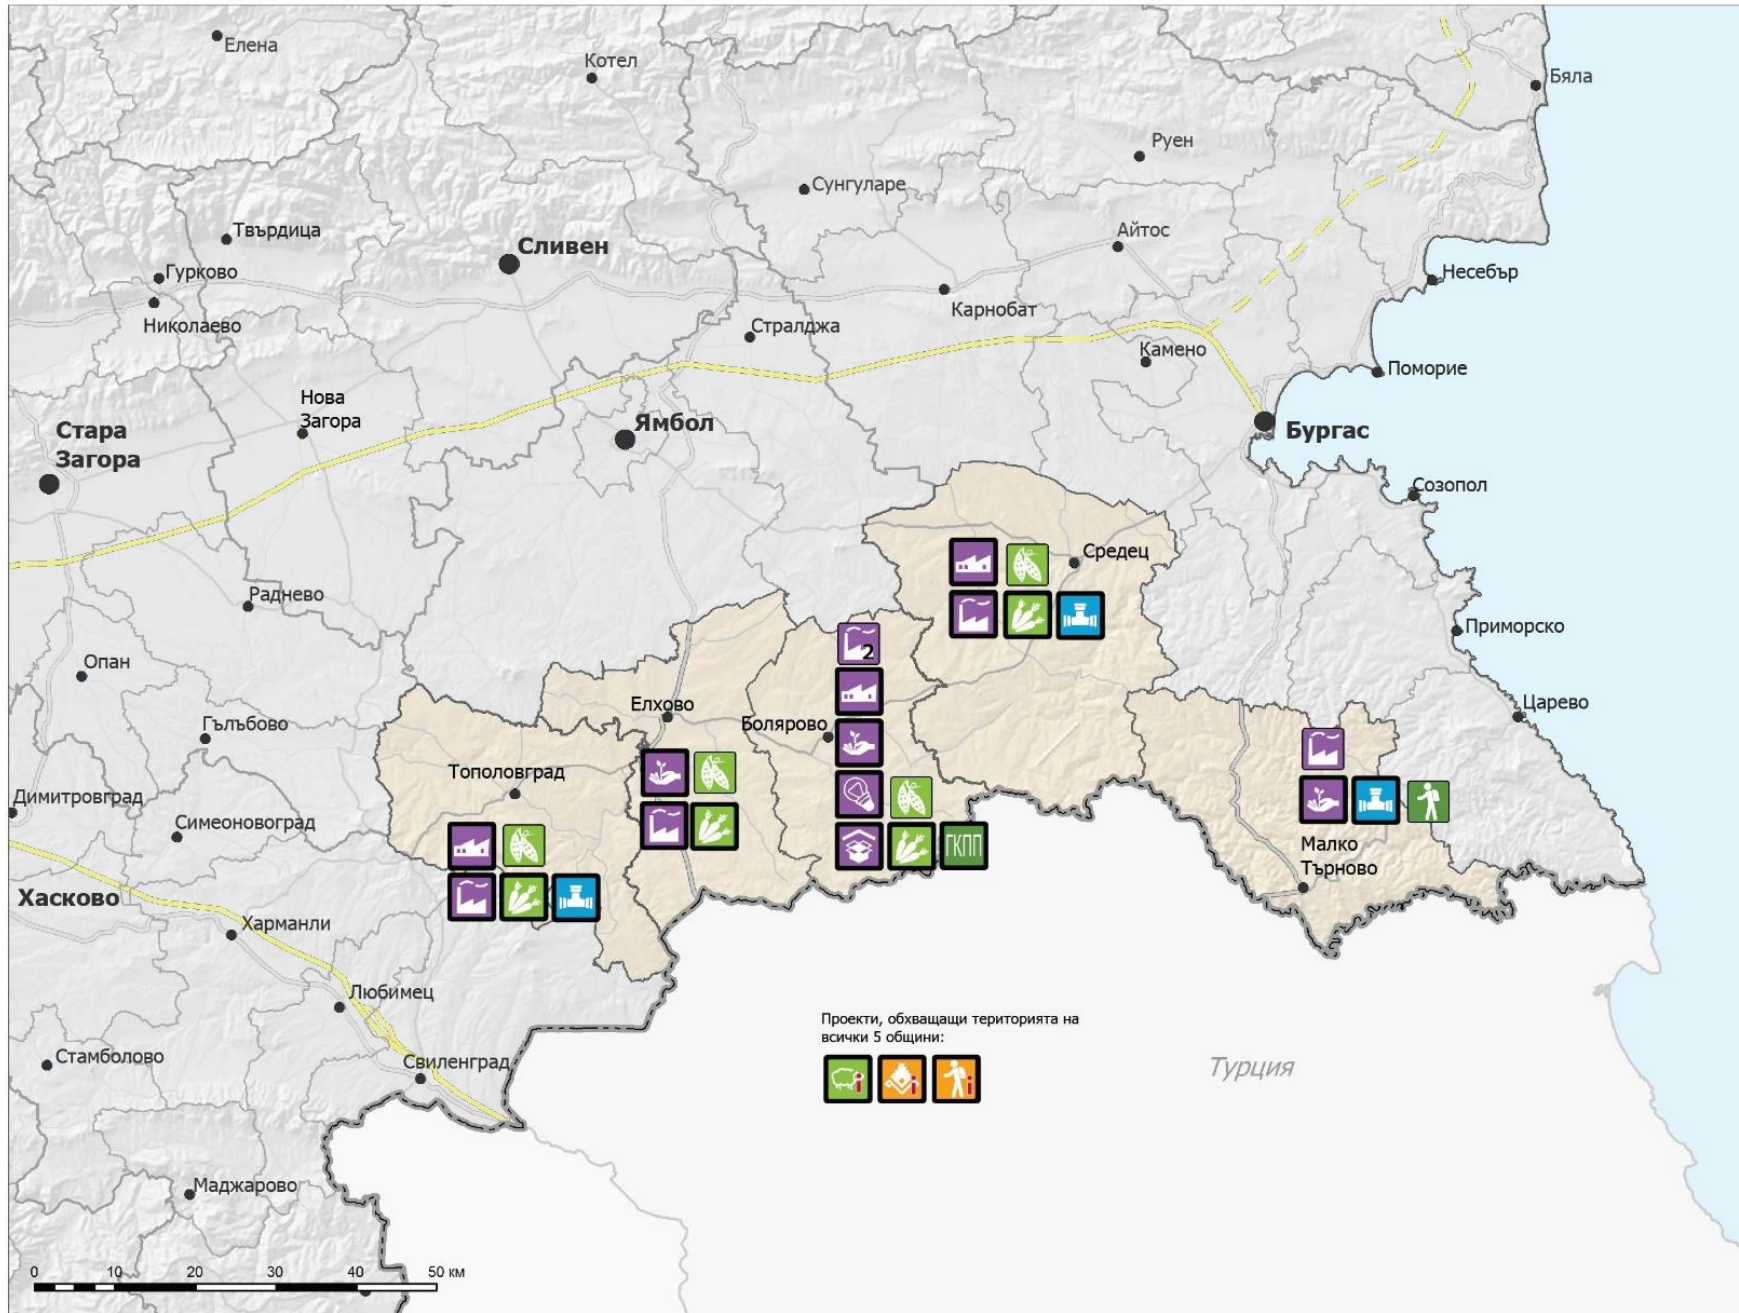 Елена
Котел
Бяла
Руен
Сунгуларе
Твърдица
Айтос
Сливен
Гурково
Несебър
Карнобат
Николаево
Стралджа
Камено
Поморие
Нова
Загора
Ямбол
Стара
Загора
Бургас
Созопол
Средец
Раднево
Приморско
Опан
2
Елхово
Болярово
Царево
Гълъбово
Тополовград
Димитровград
Симеоновоград
ГКПП
Малко
Търново
Хасково
Харманли
Любимец
Проекти, обхващащи територията на
всички 5 общини:
Стамболово
Свиленград
Турция
i
i
i
Маджарово
0 10 20 30 40 50 км